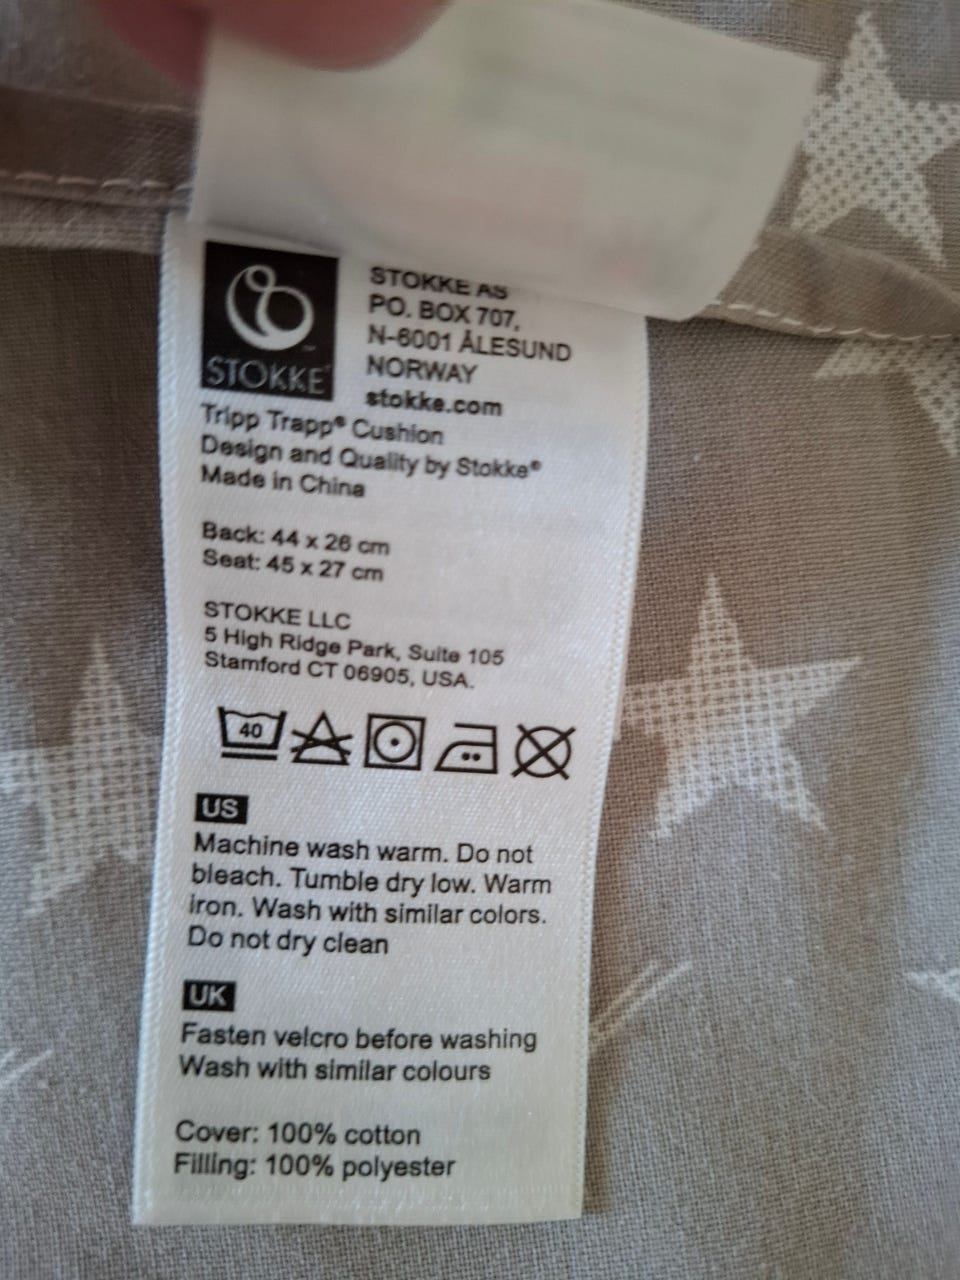 STOKKE
STOKKE AS
PO. BOX 707,
N-6001 ÅLESUND
NORWAY
stokke.com
Tripp Trapp® Cushion
Design and Quality by Stokke®
Made in China
Back: 44 x 26 cm
Seat: 45 x 27 cm
STOKKE LLC
5 High Ridge Park, Suite 105
Stamford CT 06905, USA.
40
US
Machine wash warm. Do not
bleach. Tumble dry low. Warm
iron. Wash with similar colors.
Do not dry clean
UK
Fasten velcro before washing
Wash with similar colours
Cover: 100% cotton
Filling: 100% polyester